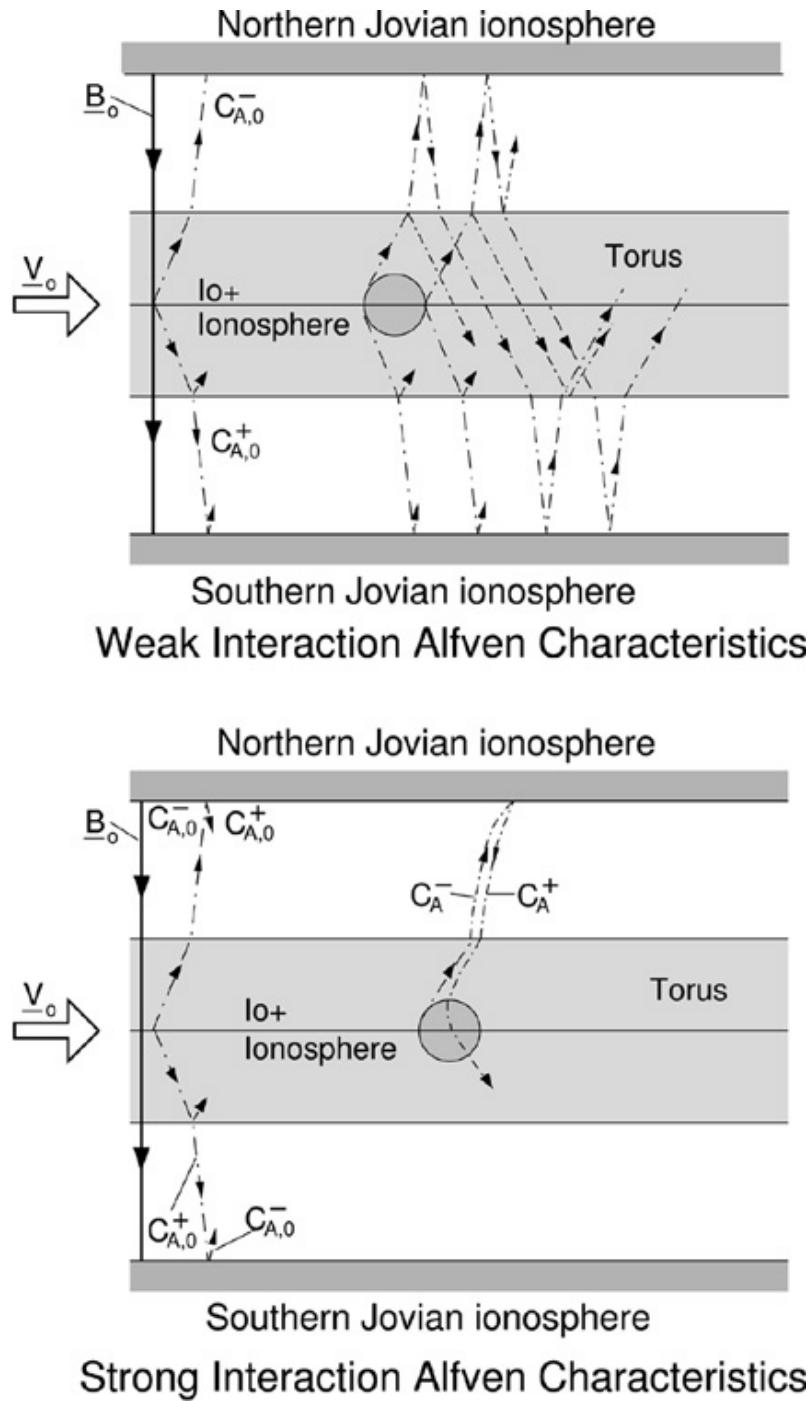 Northern Jovian ionosphere
B₀
C⁻A,0
V₀
Io+
Ionosphere
Torus
C⁺A,0
Southern Jovian ionosphere
Weak Interaction Alfven Characteristics
Northern Jovian ionosphere
B₀
C⁻A,0
C⁺A,0
C⁻A
C⁺A
V₀
Io+
Ionosphere
Torus
C⁺A,0
C⁻A,0
Southern Jovian ionosphere
Strong Interaction Alfven Characteristics